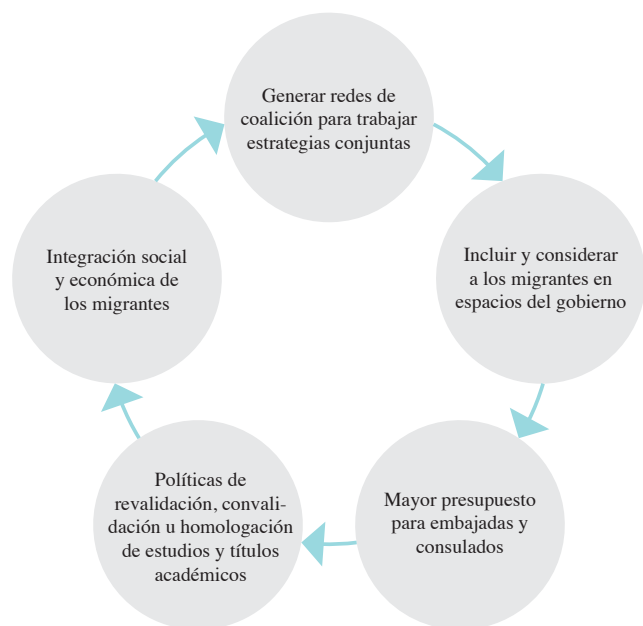 Generar redes de
coalición para trabajar
estrategias conjuntas
Incluir y considerar
a los migrantes en
espacios del gobierno
Mayor presupuesto
para embajadas y
consulados
Políticas de
revalidación, convali-
dación u homologación
de estudios y títulos
académicos
Integración social
y económica de
los migrantes